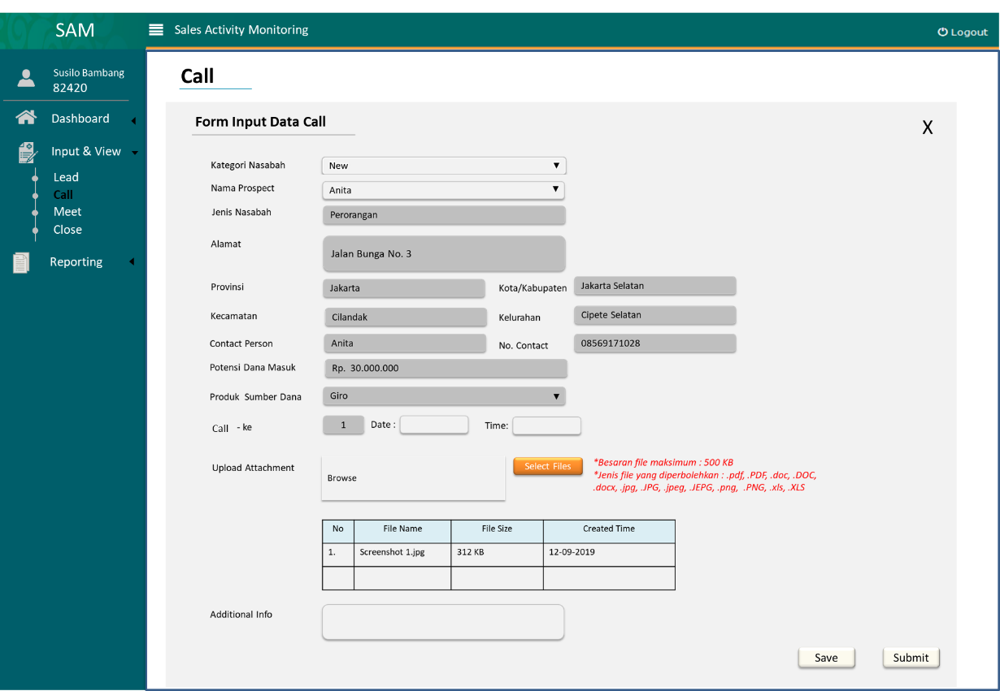 SAM
Sales Activity Monitoring
Logout
Susilo Bambang
82420
Dashboard
Input & View
Lead
Call
Meet
Close
Reporting
Call
Form Input Data Call
X
Kategori Nasabah New
Nama Prospect Anita
Jenis Nasabah Perorangan
Alamat Jalan Bunga No. 3
Provinsi Jakarta Kota/Kabupaten Jakarta Selatan
Kecamatan Cilandak Kelurahan Cipete Selatan
Contact Person Anita No. Contact 08569171028
Potensi Dana Masuk Rp. 30.000.000
Produk Sumber Dana Giro
Call - ke 1 Date : Time:
Upload Attachment Browse Select Files
*Besaran file maksimum : 500 KB
*Jenis file yang diperbolehkan : .pdf, .PDF, .doc, .DOC,
.docx, .jpg, .JPG, .jpeg, .JEPG, .png, .PNG, .xls, .XLS
No File Name File Size Created Time
1. Screenshot 1.jpg 312 KB 12-09-2019
Additional Info
Save Submit